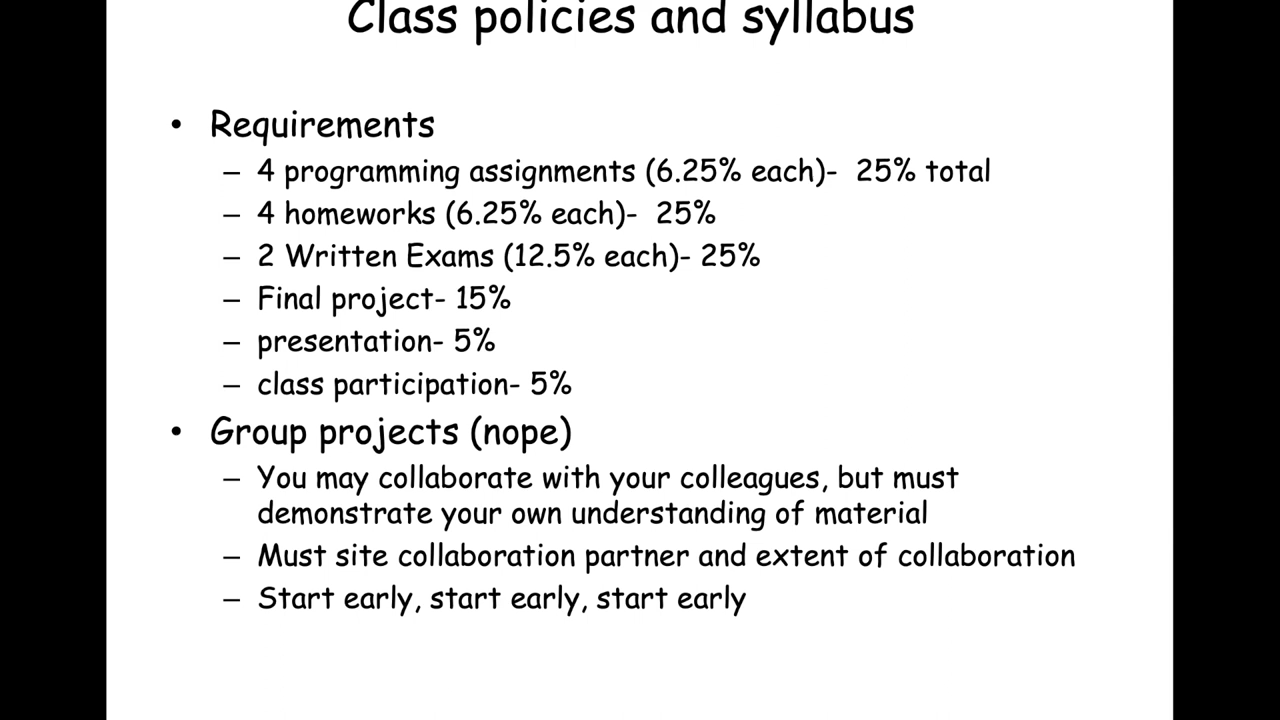 Class policies and syllabus
• Requirements
– 4 programming assignments (6.25% each)- 25% total
– 4 homeworks (6.25% each)- 25%
– 2 Written Exams (12.5% each)- 25%
– Final project- 15%
– presentation- 5%
– class participation- 5%
• Group projects (nope)
– You may collaborate with your colleagues, but must
demonstrate your own understanding of material
– Must site collaboration partner and extent of collaboration
– Start early, start early, start early